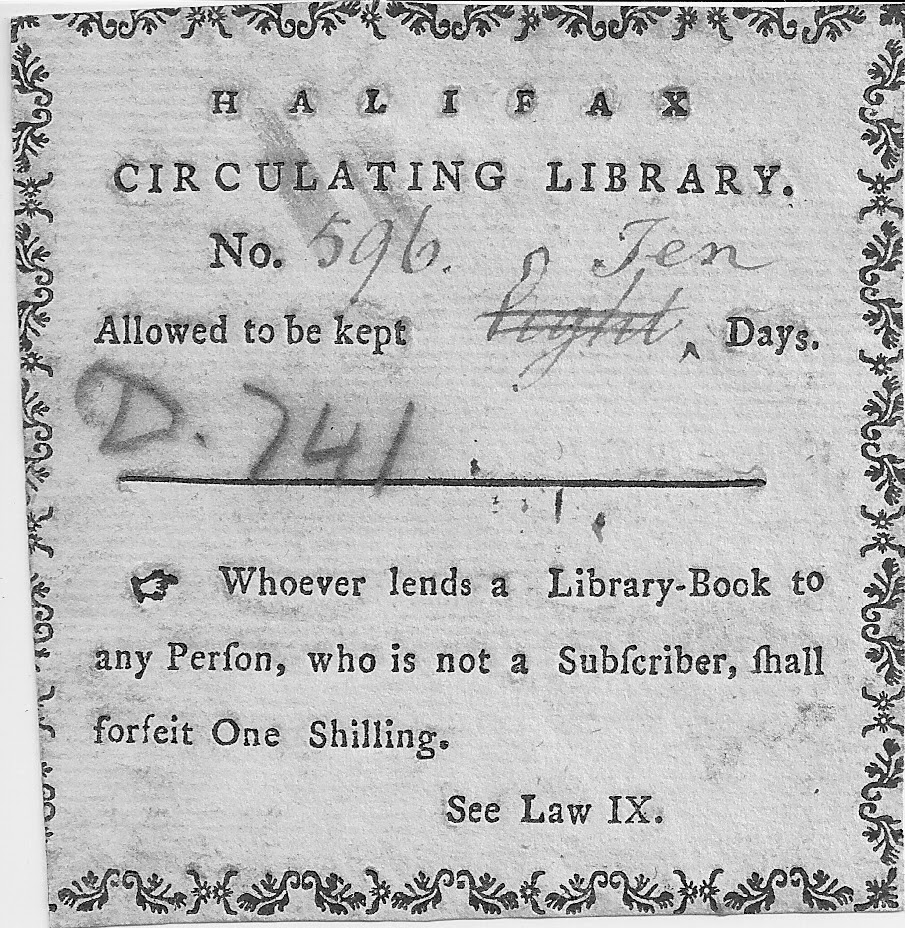 HALIFAX
CIRCULATING LIBRARY.
No. 596.
Ten
Allowed to be kept Eight ‸ Days.
D. 741
☞ Whoever lends a Library-Book to
any Perſon, who is not a Subſcriber, ſhall
forfeit One Shilling.
See Law IX.